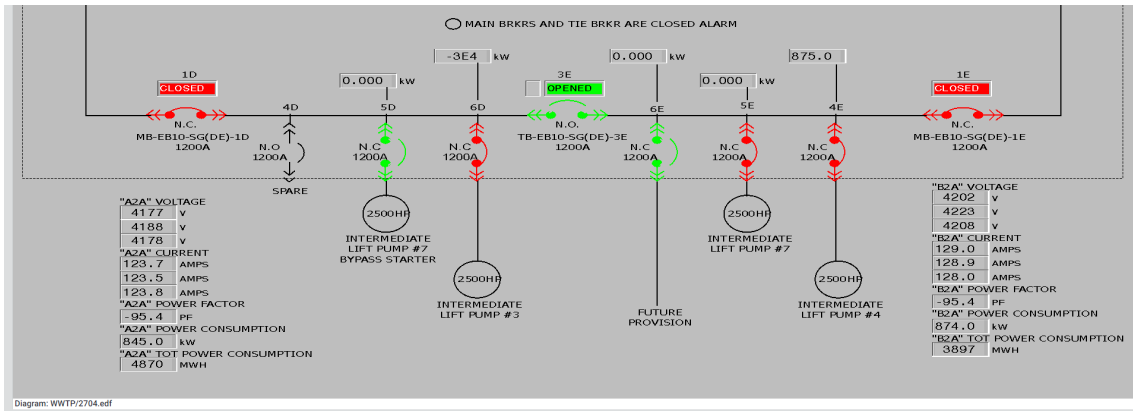 MAIN BRKRS AND TIE BRKR ARE CLOSED ALARM
-3E4 kW
0.000 kW
875.0
1D
CLOSED
0.000 kW
3E
OPENED
0.000 kW
1E
CLOSED
4D 5D 6D 6E 5E 4E
N.C.
MB-EB10-SG(DE)-1D
1200A
N.O
1200A
SPARE
N.C
1200A
N.C
1200A
N.O.
TB-EB10-SG(DE)-3E
1200A
N.C
1200A
N.C
1200A
N.C
1200A
N.C.
MB-EB10-SG(DE)-1E
1200A
2500HP
INTERMEDIATE
LIFT PUMP #7
BYPASS STARTER
2500HP
INTERMEDIATE
LIFT PUMP #3
FUTURE
PROVISION
2500HP
INTERMEDIATE
LIFT PUMP #7
2500HP
INTERMEDIATE
LIFT PUMP #4
"A2A" VOLTAGE
4177 V
4188 V
4178 V
"A2A" CURRENT
123.7 AMPS
123.5 AMPS
123.8 AMPS
"A2A" POWER FACTOR
-95.4 PF
"A2A" POWER CONSUMPTION
845.0 kW
"A2A" TOT POWER CONSUMPTION
4870 MWH
"B2A" VOLTAGE
4202 V
4223 V
4208 V
"B2A" CURRENT
129.0 AMPS
128.9 AMPS
128.0 AMPS
"B2A" POWER FACTOR
-95.4 PF
"B2A" POWER CONSUMPTION
874.0 kW
"B2A" TOT POWER CONSUMPTION
3897 MWH
Diagram: WWTP/2704.edf